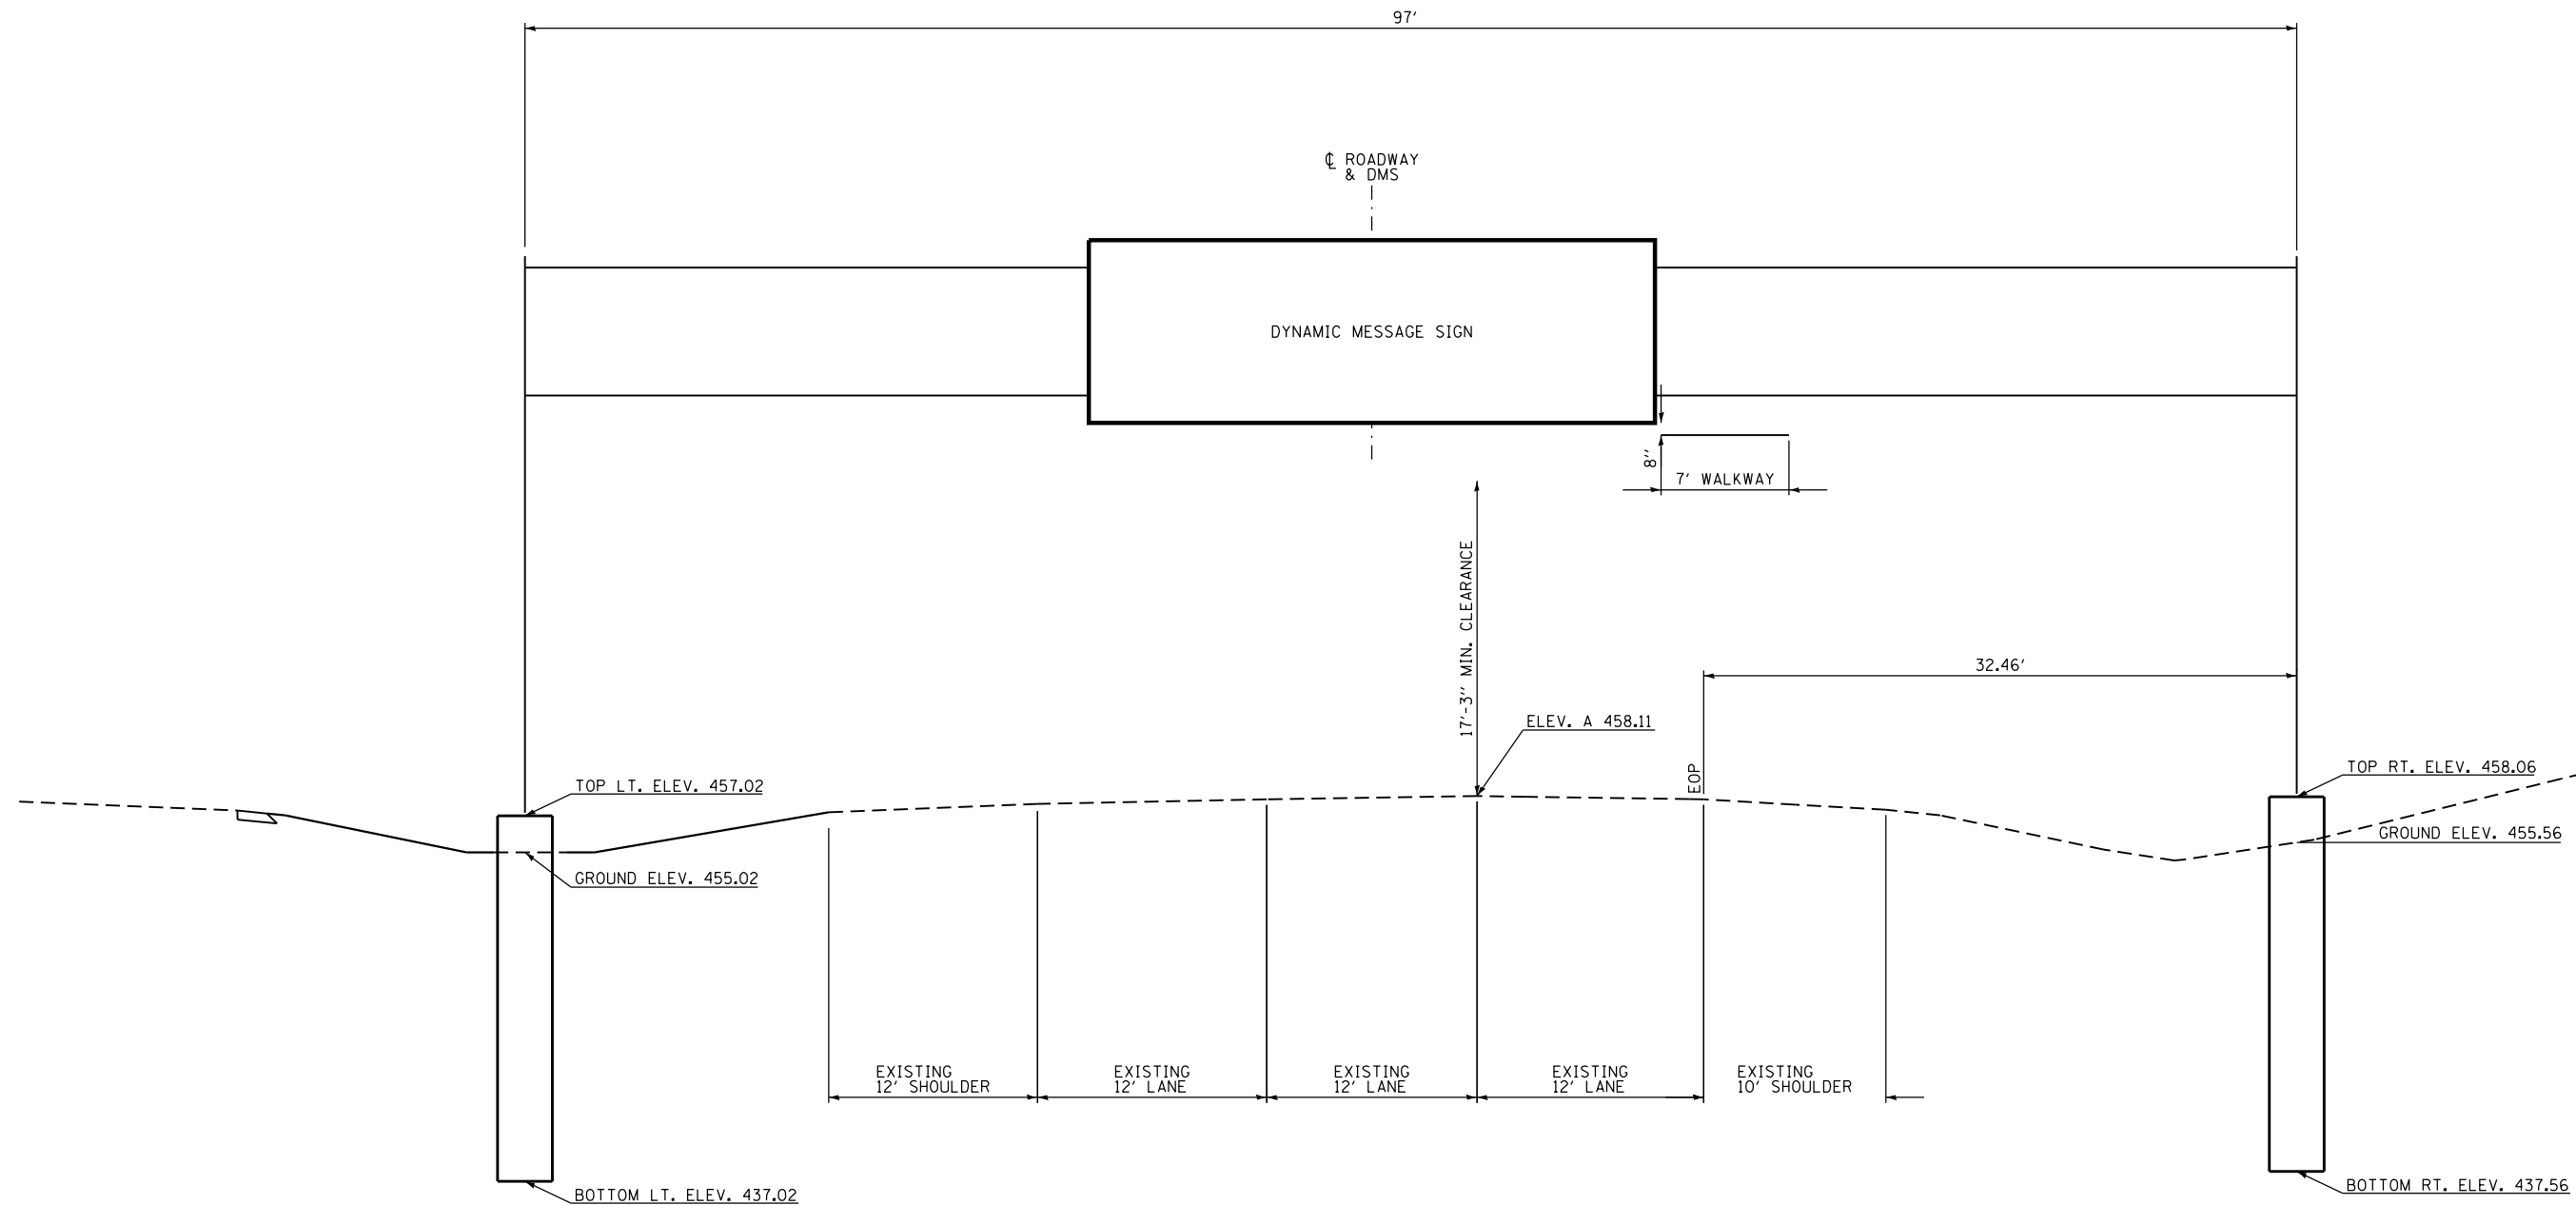 97'
℄ ROADWAY
& DMS
DYNAMIC MESSAGE SIGN
8"
7' WALKWAY
17'-3" MIN. CLEARANCE
32.46'
ELEV. A 458.11
EOP
TOP LT. ELEV. 457.02
TOP RT. ELEV. 458.06
GROUND ELEV. 455.56
GROUND ELEV. 455.02
EXISTING
12' SHOULDER
EXISTING
12' LANE
EXISTING
12' LANE
EXISTING
12' LANE
EXISTING
10' SHOULDER
BOTTOM LT. ELEV. 437.02
BOTTOM RT. ELEV. 437.56